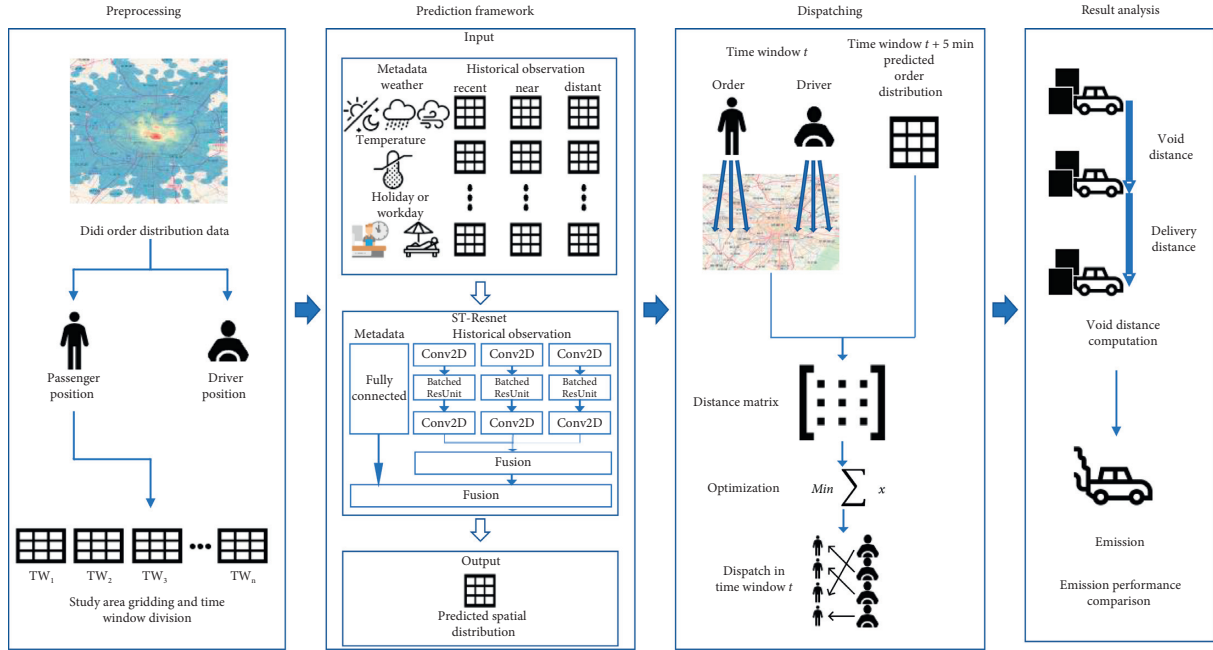 Preprocessing
Didi order distribution data
Passenger
position
Driver
position
TW1
TW2
TW3
TWn
Study area gridding and time
window division
Prediction framework
Input
Metadata
weather
Historical observation
recent
near
distant
Temperature
Holiday or
workday
ST-Resnet
Metadata
Historical observation
Fully
connected
Conv2D
Conv2D
Conv2D
Batched
ResUnit
Batched
ResUnit
Batched
ResUnit
Conv2D
Conv2D
Conv2D
Fusion
Fusion
Output
Predicted spatial
distribution
Dispatching
Time window t
Order
Driver
Time window t + 5 min
predicted
order
distribution
Distance matrix
Optimization
Min ∑ x
Dispatch in
time window t
Result analysis
Void
distance
Delivery
distance
Void distance
computation
Emission
Emission performance
comparison